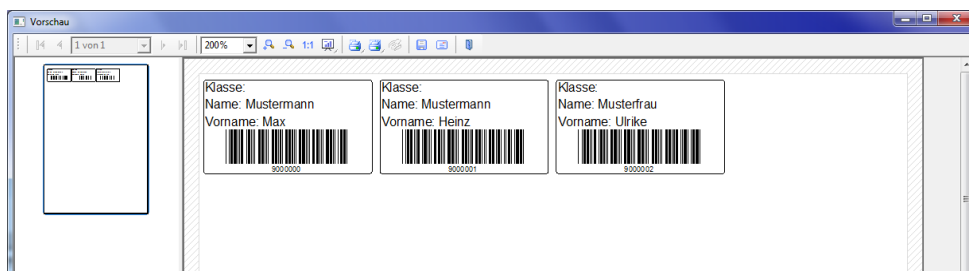 Vorschau
1 von 1
200%
1:1
Klasse:
Name: Mustermann
Vorname: Max
9000000
Klasse:
Name: Mustermann
Vorname: Heinz
9000001
Klasse:
Name: Musterfrau
Vorname: Ulrike
9000002